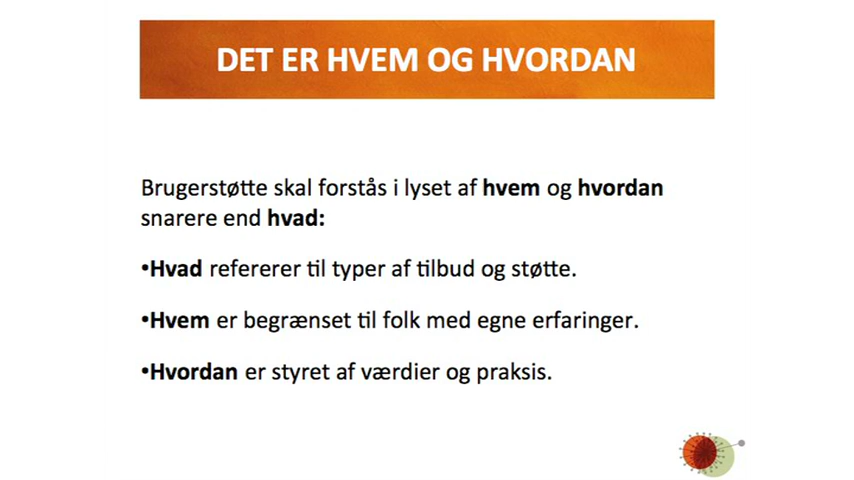 DET ER HVEM OG HVORDAN
Brugerstøtte skal forstås i lyset af hvem og hvordan
snarere end hvad:
•Hvad refererer til typer af tilbud og støtte.
•Hvem er begrænset til folk med egne erfaringer.
•Hvordan er styret af værdier og praksis.